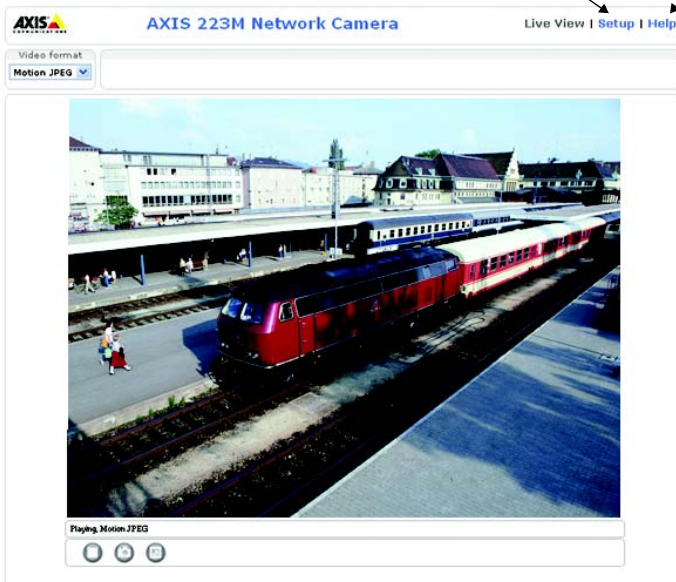 AXIS
COMMUNICATIONS
AXIS 223M Network Camera
Live View | Setup | Help
Video format
Motion JPEG
Playing, Motion JPEG